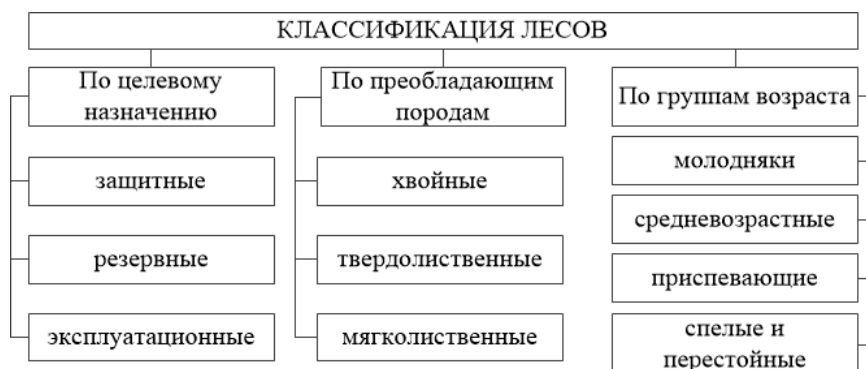 КЛАССИФИКАЦИЯ ЛЕСОВ
По целевому
назначению
защитные
резервные
эксплуатационные
По преобладающим
породам
хвойные
твердолиственные
мягколиственные
По группам возраста
молодняки
средневозрастные
приспевающие
спелые и
перестойные